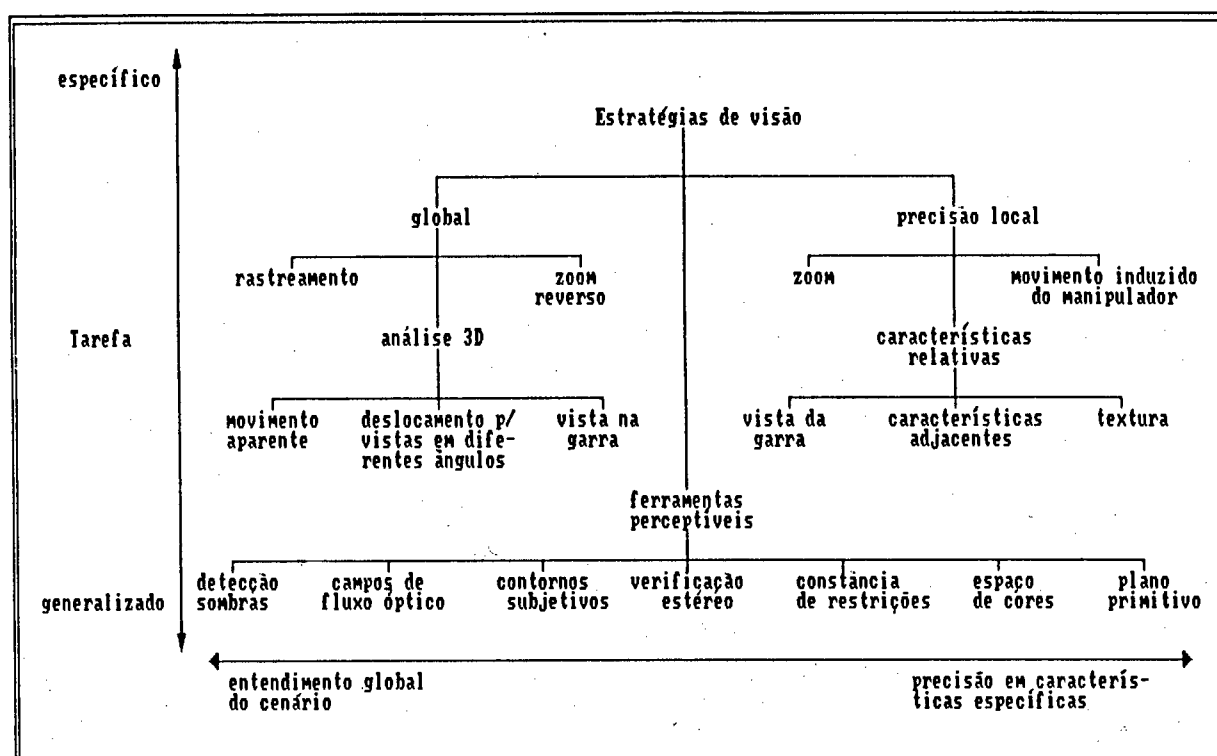 específico
Estratégias de visão
global
precisão local
rastreamento
zoom
reverso
zoom
movimento induzido
do manipulador
Tarefa
análise 3D
características
relativas
movimento
aparente
deslocamento p/
vistas em dife-
rentes ângulos
vista na
garra
vista da
garra
características
adjacentes
textura
ferramentas
perceptíveis
generalizado
detecção
sombras
campos de
fluxo óptico
contornos
subjetivos
verificação
estéreo
constância
de restrições
espaço
de cores
plano
primitivo
entendimento global
do cenário
precisão em caracterís-
ticas específicas